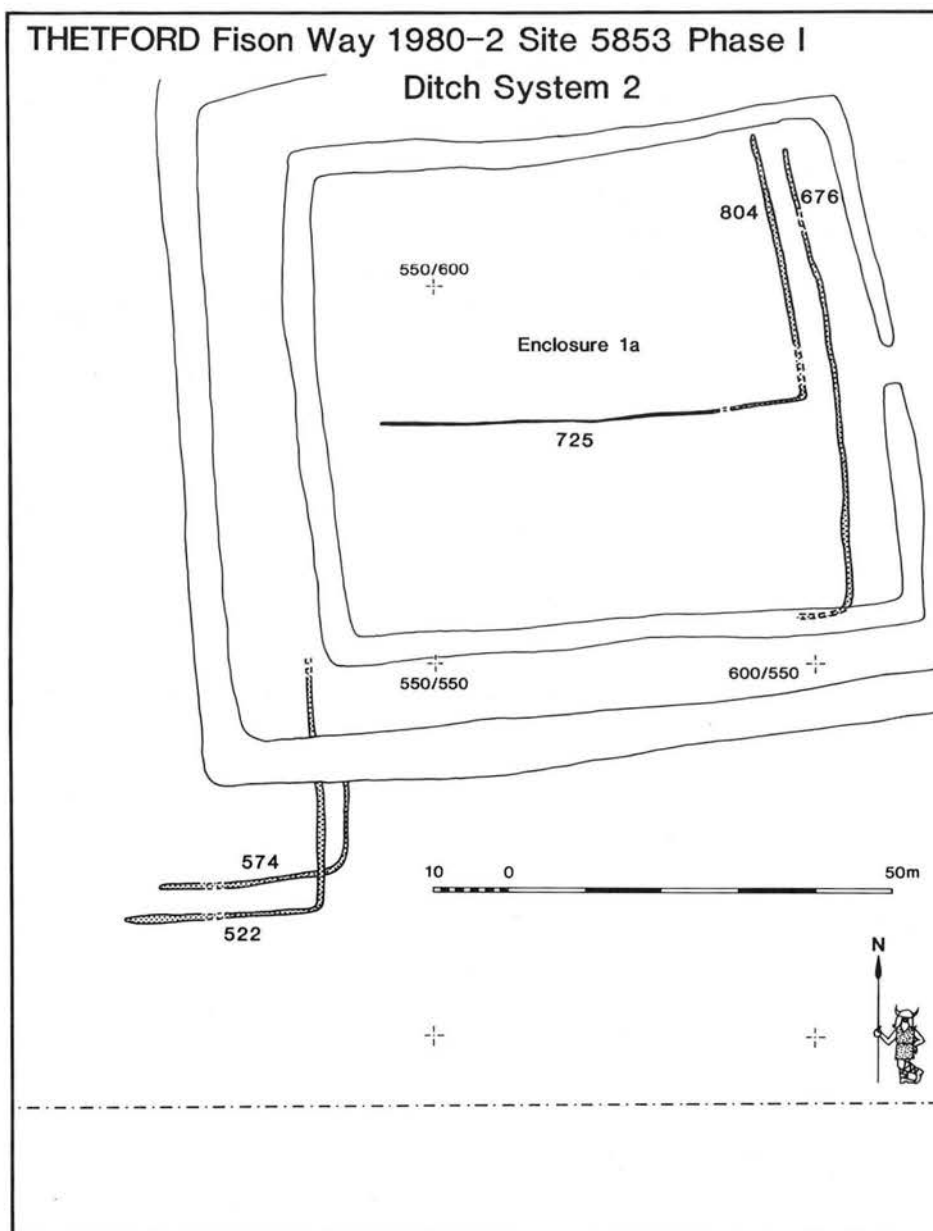 THETFORD Fison Way 1980-2 Site 5853 Phase I
Ditch System 2
676
804
550/600
Enclosure 1a
725
550/550
600/550
574
10 0 50m
522
N